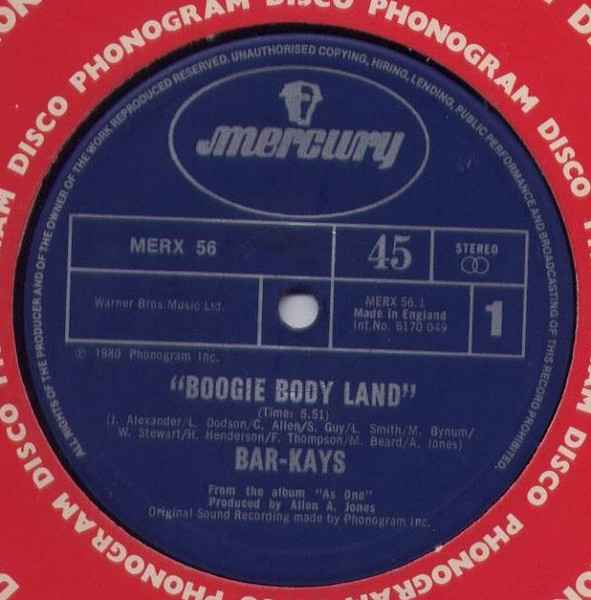 DISCO PHONOGRAM DISCO PHONOGRAM DISCO PHONOGRAM DISCO PHONOGRAM DISCO PHONOGRAM
ALL RIGHTS OF THE PRODUCER AND OF THE OWNER OF THE WORK REPRODUCED RESERVED. UNAUTHORISED COPYING, HIRING, LENDING, PUBLIC PERFORMANCE AND BROADCASTING OF THIS RECORD PROHIBITED.
mercury
MERX 56
45
STEREO
Warner Bros. Music Ltd.
MERX 56.1
Made in England
Int. No. 6170 049
1
℗ 1980 Phonogram Inc.
"BOOGIE BODY LAND"
(Time: 5.51)
(J. Alexander/L. Dodson/C. Allen/S. Guy/L. Smith/M. Bynum/
W. Stewart/H. Henderson/F. Thompson/M. Beard/A. Jones)
BAR-KAYS
From the album "As One"
Produced by Allen A. Jones
Original Sound Recording made by Phonogram Inc.